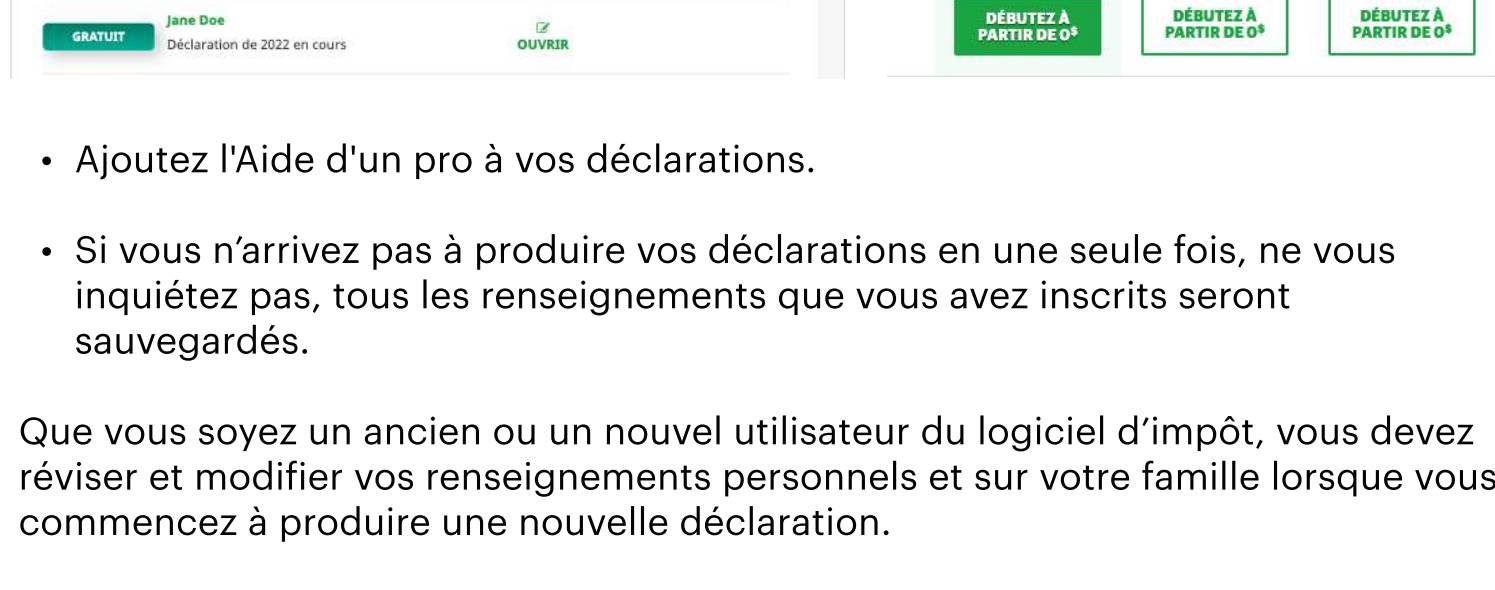 Jane Doe
GRATUIT
Déclaration de 2022 en cours
OUVRIR
DÉBUTEZ À
PARTIR DE 0$
DÉBUTEZ À
PARTIR DE 0$
DÉBUTEZ À
PARTIR DE 0$
• Ajoutez l'Aide d'un pro à vos déclarations.
• Si vous n’arrivez pas à produire vos déclarations en une seule fois, ne vous
inquiétez pas, tous les renseignements que vous avez inscrits seront
sauvegardés.
Que vous soyez un ancien ou un nouvel utilisateur du logiciel d’impôt, vous devez
réviser et modifier vos renseignements personnels et sur votre famille lorsque vous
commencez à produire une nouvelle déclaration.